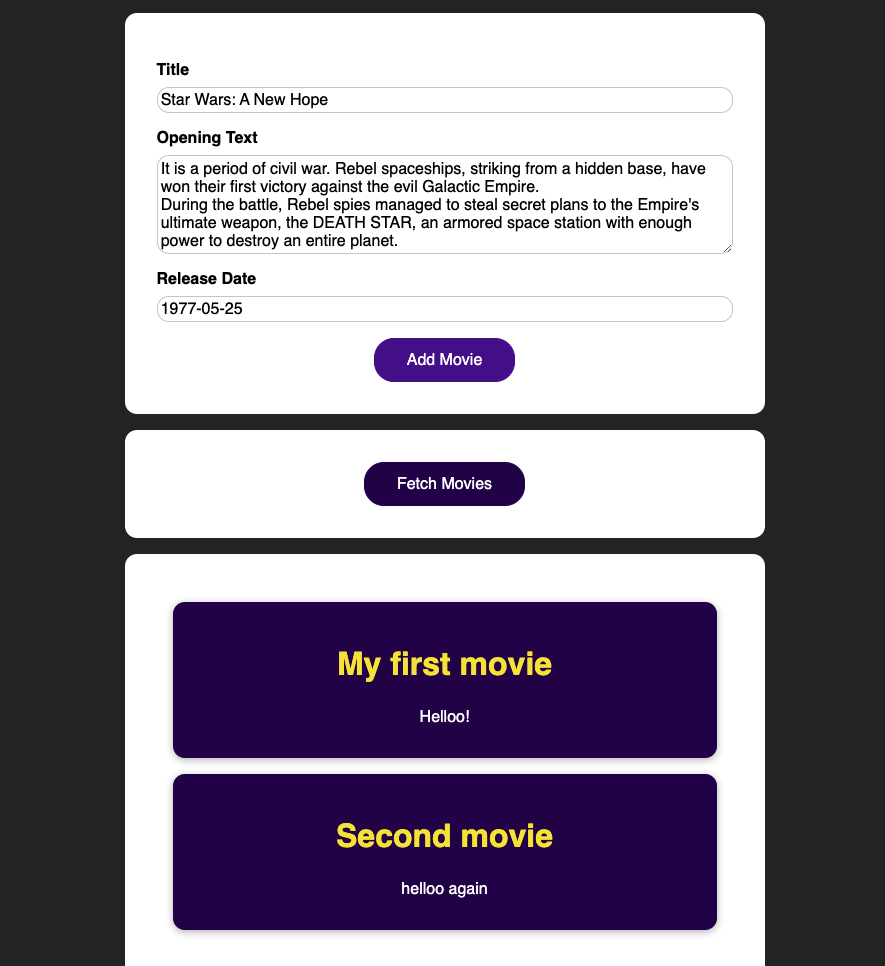 Title
Star Wars: A New Hope
Opening Text
It is a period of civil war. Rebel spaceships, striking from a hidden base, have
won their first victory against the evil Galactic Empire.
During the battle, Rebel spies managed to steal secret plans to the Empire's
ultimate weapon, the DEATH STAR, an armored space station with enough
power to destroy an entire planet.
Release Date
1977-05-25
Add Movie
Fetch Movies
My first movie
Helloo!
Second movie
helloo again